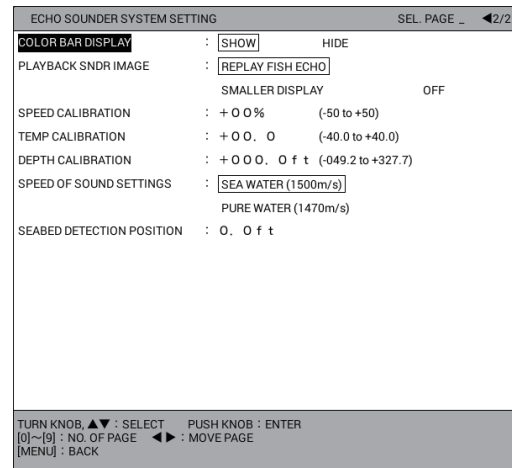 ECHO SOUNDER SYSTEM SETTING SEL. PAGE _ ◀2/2
COLOR BAR DISPLAY : SHOW HIDE
PLAYBACK SNDR IMAGE : REPLAY FISH ECHO
SMALLER DISPLAY OFF
SPEED CALIBRATION : +00% (-50 to +50)
TEMP CALIBRATION : +00.0 (-40.0 to +40.0)
DEPTH CALIBRATION : +000.0ft (-049.2 to +327.7)
SPEED OF SOUND SETTINGS : SEA WATER (1500m/s)
PURE WATER (1470m/s)
SEABED DETECTION POSITION : 0.0ft
TURN KNOB, ▲▼ : SELECT PUSH KNOB : ENTER
[0]~[9] : NO. OF PAGE ◀ ▶ : MOVE PAGE
[MENU] : BACK